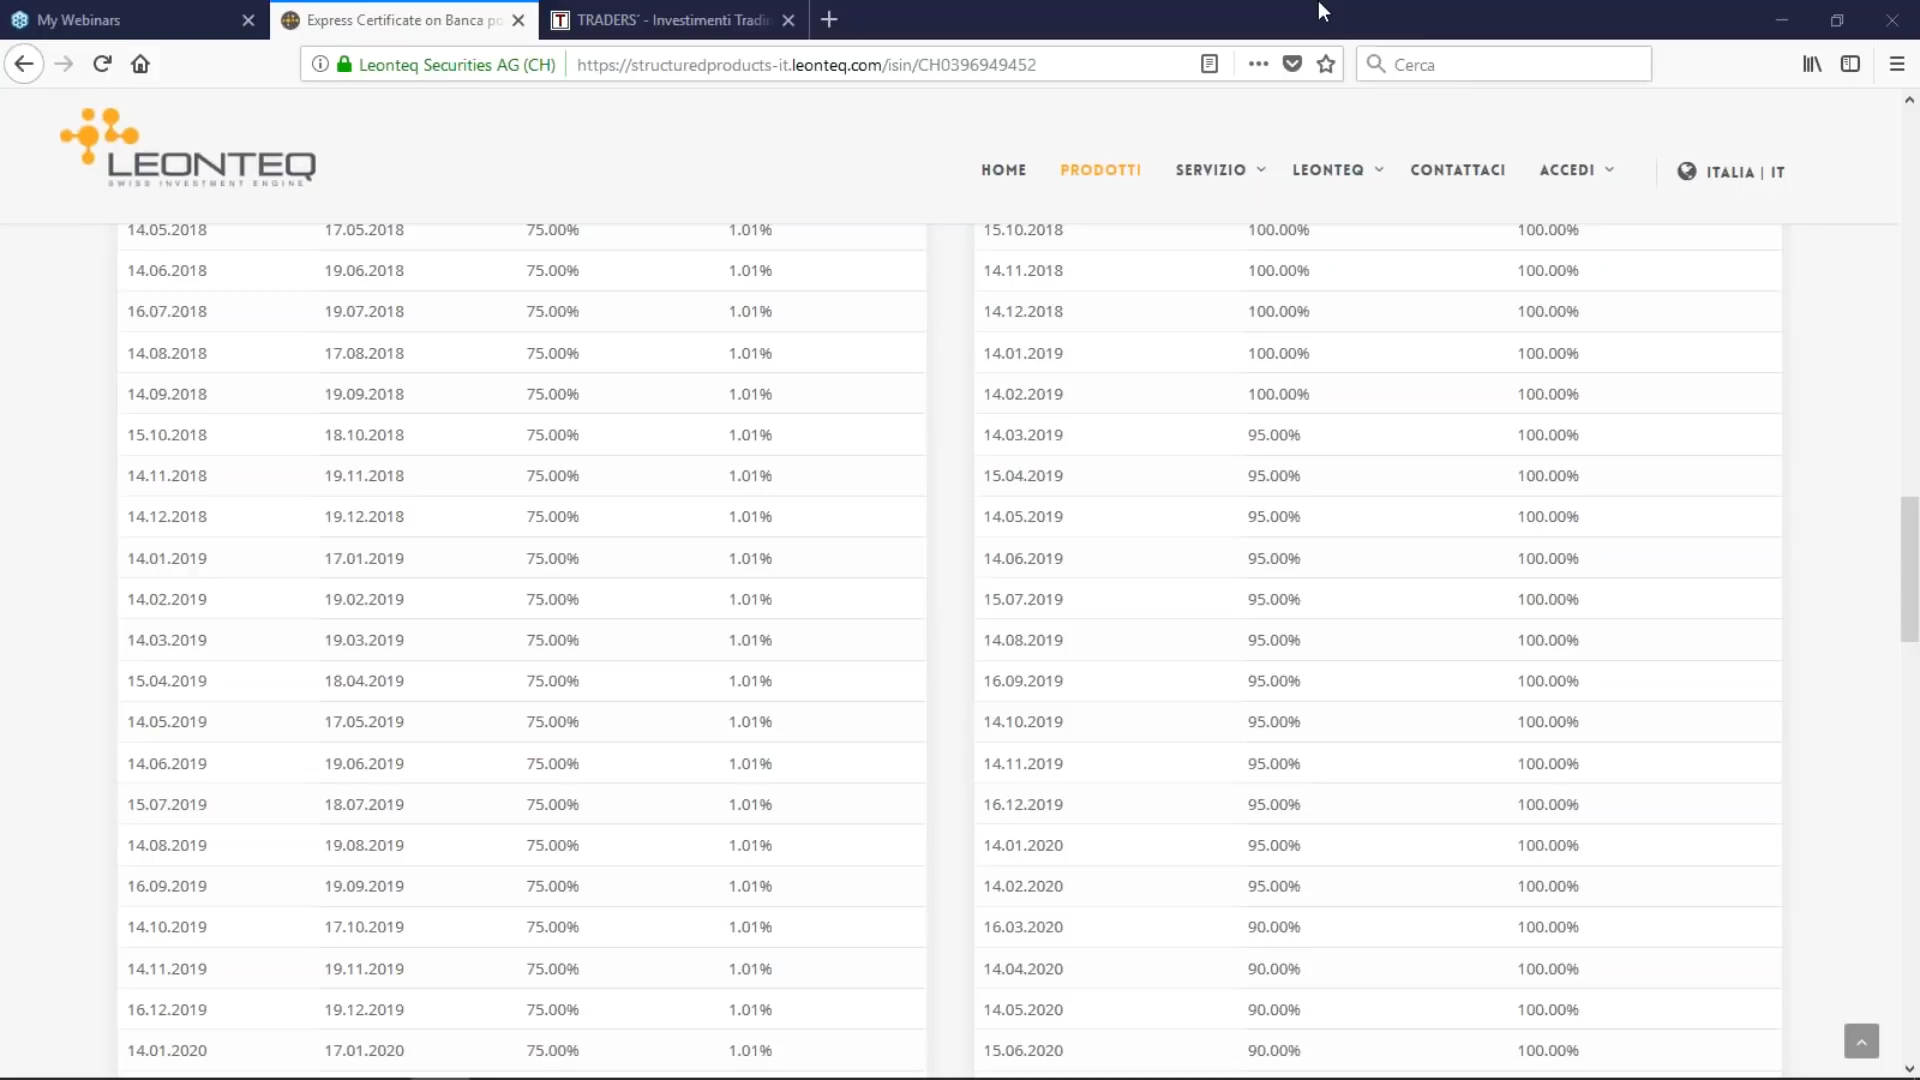 My Webinars
Express Certificate on Banca po
TRADERS´ - Investimenti Tradin
Leonteq Securities AG (CH)
https://structuredproducts-it.leonteq.com/isin/CH0396949452
Cerca
LEONTEQ
SWISS INVESTMENT ENGINE
HOME
PRODOTTI
SERVIZIO
LEONTEQ
CONTATTACI
ACCEDI
ITALIA | IT
14.05.2018 17.05.2018 75.00% 1.01%
14.06.2018 19.06.2018 75.00% 1.01%
16.07.2018 19.07.2018 75.00% 1.01%
14.08.2018 17.08.2018 75.00% 1.01%
14.09.2018 19.09.2018 75.00% 1.01%
15.10.2018 18.10.2018 75.00% 1.01%
14.11.2018 19.11.2018 75.00% 1.01%
14.12.2018 19.12.2018 75.00% 1.01%
14.01.2019 17.01.2019 75.00% 1.01%
14.02.2019 19.02.2019 75.00% 1.01%
14.03.2019 19.03.2019 75.00% 1.01%
15.04.2019 18.04.2019 75.00% 1.01%
14.05.2019 17.05.2019 75.00% 1.01%
14.06.2019 19.06.2019 75.00% 1.01%
15.07.2019 18.07.2019 75.00% 1.01%
14.08.2019 19.08.2019 75.00% 1.01%
16.09.2019 19.09.2019 75.00% 1.01%
14.10.2019 17.10.2019 75.00% 1.01%
14.11.2019 19.11.2019 75.00% 1.01%
16.12.2019 19.12.2019 75.00% 1.01%
14.01.2020 17.01.2020 75.00% 1.01%
15.10.2018 100.00% 100.00%
14.11.2018 100.00% 100.00%
14.12.2018 100.00% 100.00%
14.01.2019 100.00% 100.00%
14.02.2019 100.00% 100.00%
14.03.2019 95.00% 100.00%
15.04.2019 95.00% 100.00%
14.05.2019 95.00% 100.00%
14.06.2019 95.00% 100.00%
15.07.2019 95.00% 100.00%
14.08.2019 95.00% 100.00%
16.09.2019 95.00% 100.00%
14.10.2019 95.00% 100.00%
14.11.2019 95.00% 100.00%
16.12.2019 95.00% 100.00%
14.01.2020 95.00% 100.00%
14.02.2020 95.00% 100.00%
16.03.2020 90.00% 100.00%
14.04.2020 90.00% 100.00%
14.05.2020 90.00% 100.00%
15.06.2020 90.00% 100.00%